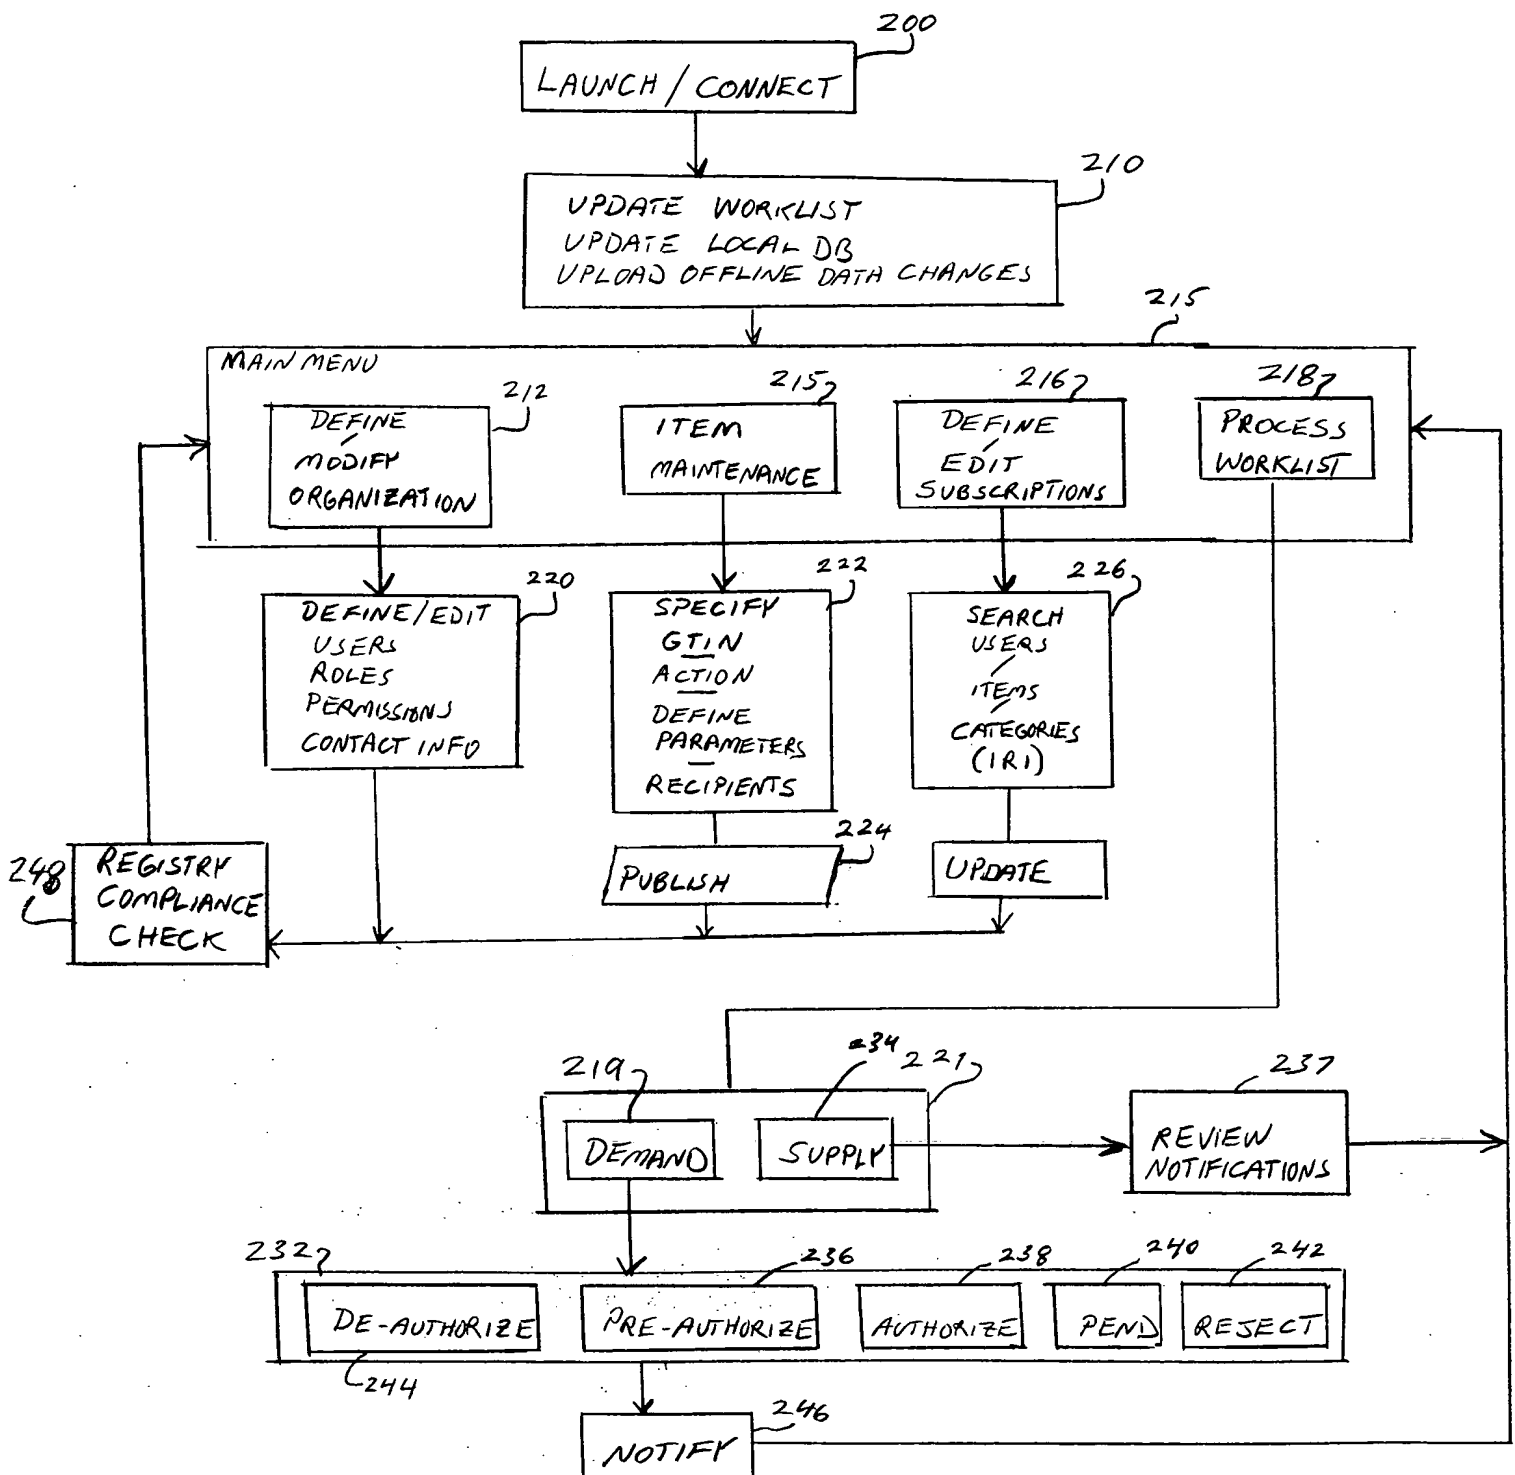 200
LAUNCH / CONNECT
210
UPDATE WORKLIST
UPDATE LOCAL DB
UPLOAD OFFLINE DATA CHANGES
215
MAIN MENU
212
DEFINE
/
MODIFY
ORGANIZATION
215
ITEM
MAINTENANCE
216
DEFINE
/
EDIT
SUBSCRIPTIONS
218
PROCESS
WORKLIST
220
DEFINE/EDIT
USERS
ROLES
PERMISSIONS
CONTACT INFO
222
SPECIFY
GTIN
ACTION
DEFINE
PARAMETERS
RECIPIENTS
226
SEARCH
USERS
/
ITEMS
/
CATEGORIES
(IRI)
224
PUBLISH
UPDATE
248
REGISTRY
COMPLIANCE
CHECK
219
DEMAND
234
SUPPLY
221
237
REVIEW
NOTIFICATIONS
232
DE-AUTHORIZE
244
236
PRE-AUTHORIZE
238
AUTHORIZE
240
PEND
242
REJECT
246
NOTIFY